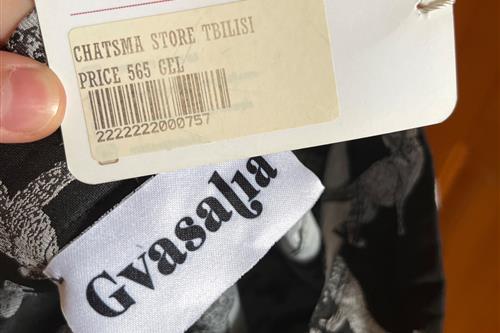 CHATSMA STORE TBILISI
PRICE 565 GEL
2222222000757
Gvasalia